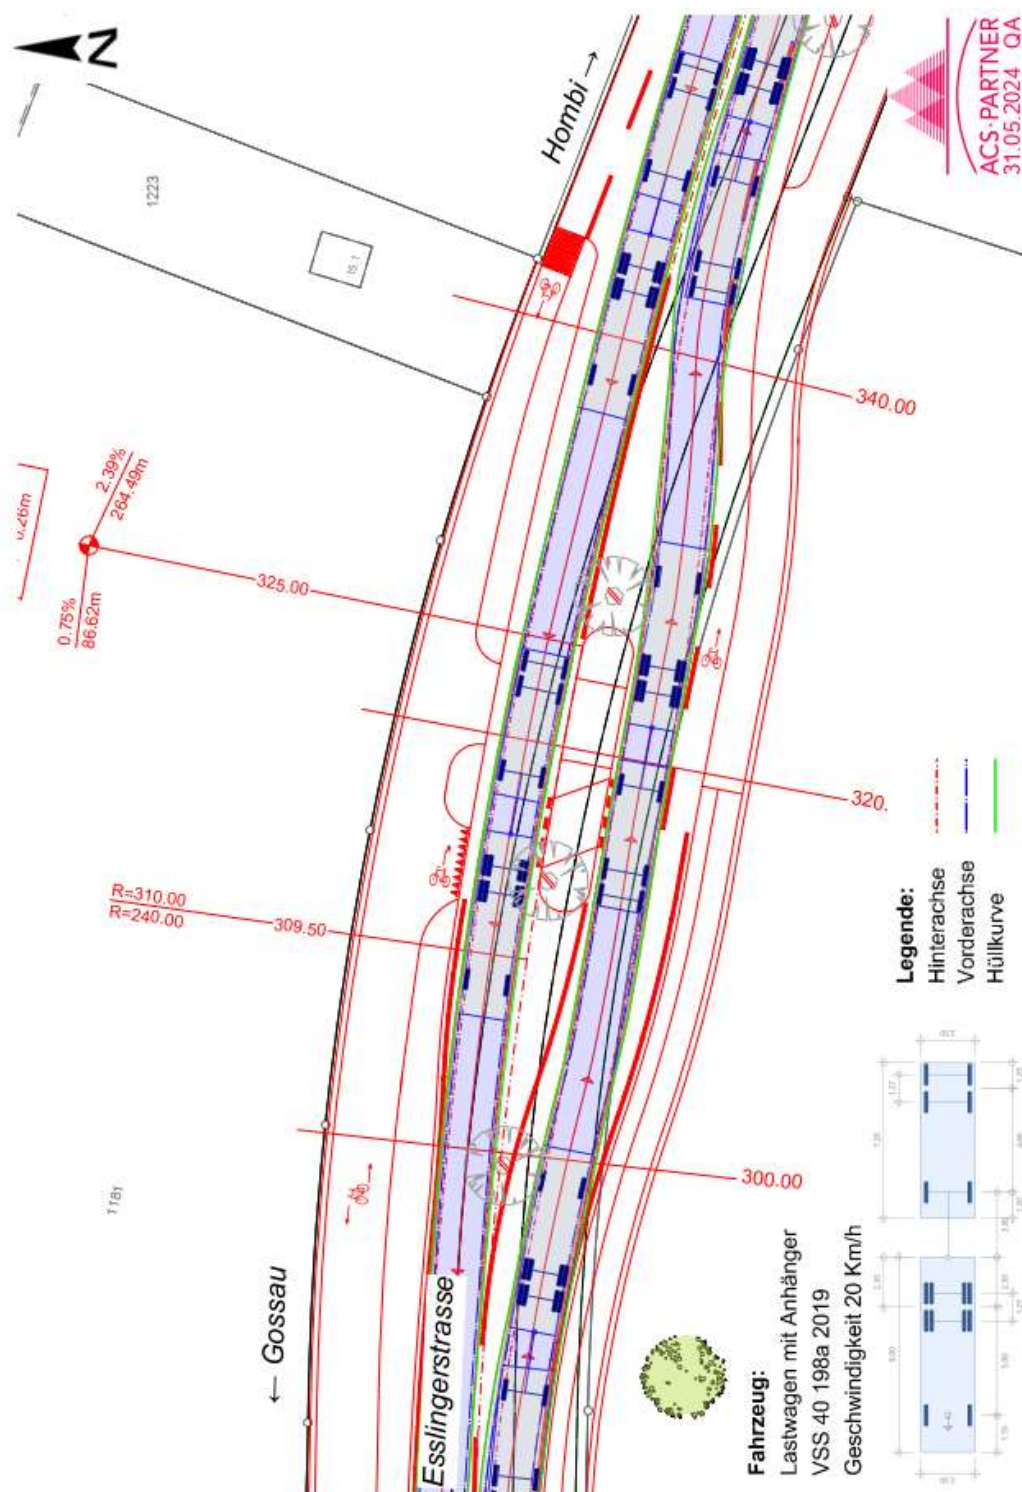 N
Hombi →
1223
15.1
2.39%
264.49m
0.75%
86.62m
325.00
340.00
320.
R=310.00
R=240.00
309.50
300.00
1181
← Gossau
Esslingerstrasse
ACS·PARTNER
31.05.2024 QA
Legende:
Hinterachse
Vorderachse
Hüllkurve
Fahrzeug:
Lastwagen mit Anhänger
VSS 40 198a 2019
Geschwindigkeit 20 Km/h